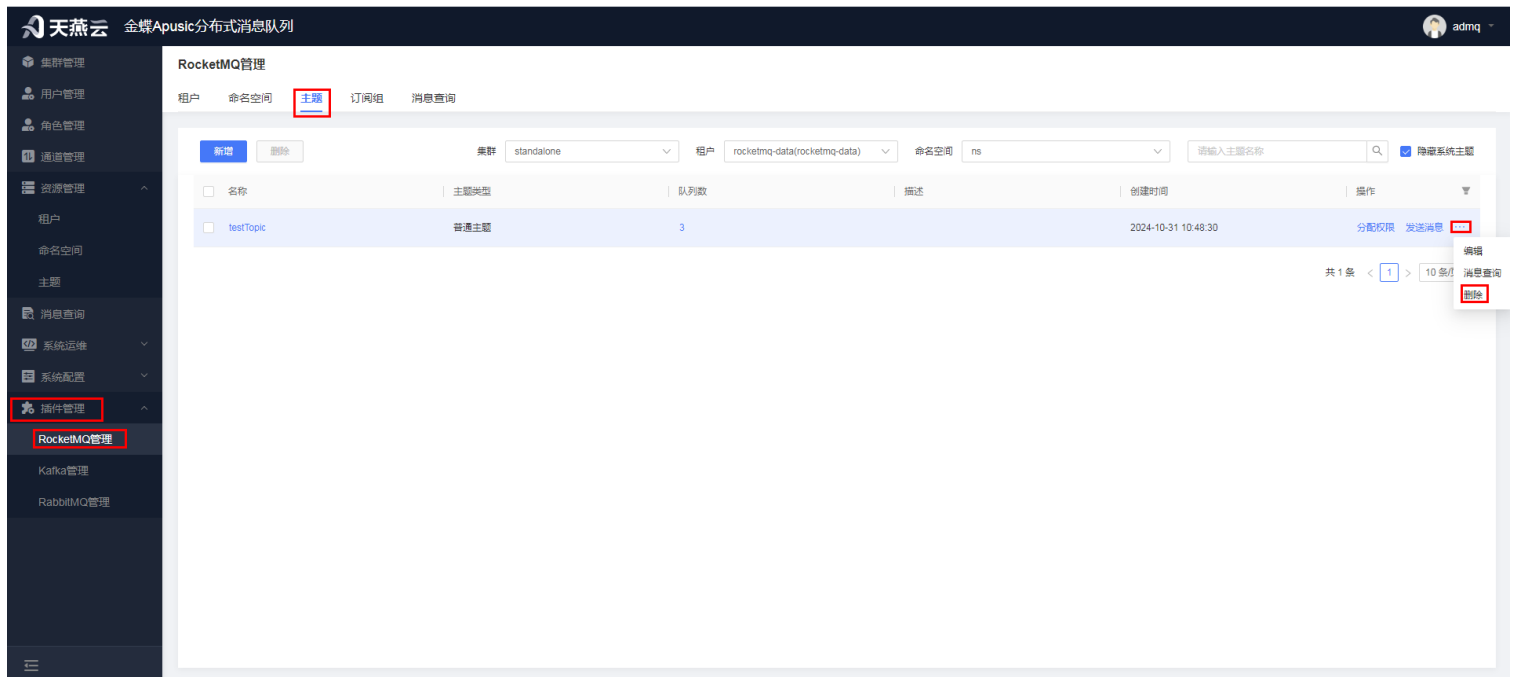 天燕云 金蝶Apusic分布式消息队列 admq
集群管理
用户管理
角色管理
通道管理
资源管理
租户
命名空间
主题
消息查询
系统运维
系统配置
插件管理
RocketMQ管理
Kafka管理
RabbitMQ管理
RocketMQ管理
租户 命名空间 主题 订阅组 消息查询
新增 删除 集群 standalone 租户 rocketmq-data(rocketmq-data) 命名空间 ns 请输入主题名称 隐藏系统主题
名称 主题类型 队列数 描述 创建时间 操作
testTopic 普通主题 3 2024-10-31 10:48:30 分配权限 发送消息 ...
编辑
消息查询
删除
共 1 条 < 1 > 10 条/